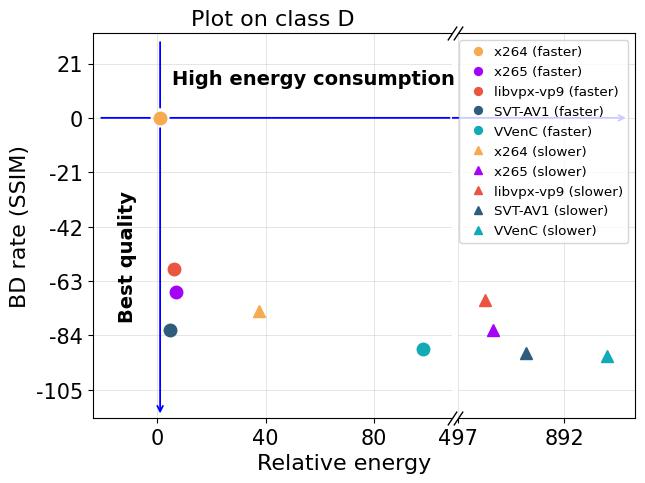 Plot on class D
21
0
-21
-42
-63
-84
-105
BD rate (SSIM)
High energy consumption
Best quality
x264 (faster)
x265 (faster)
libvpx-vp9 (faster)
SVT-AV1 (faster)
VVenC (faster)
x264 (slower)
x265 (slower)
libvpx-vp9 (slower)
SVT-AV1 (slower)
VVenC (slower)
0 40 80 497 892
Relative energy